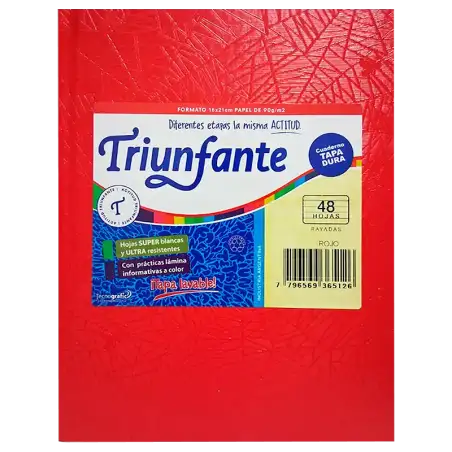 FORMATO 16x21cm PAPEL DE 90g/m2
Diferentes etapas la misma ACTITUD.
Triunfante
Cuaderno
TAPA
DURA
T
Hojas SUPER blancas
y ULTRA resistentes
Con prácticas lámina
informativas a color
¡Tapa lavable!
Tecnografic
INDUSTRIA ARGENTINA
48
HOJAS
RAYADAS
ROJO
7 796569 365126